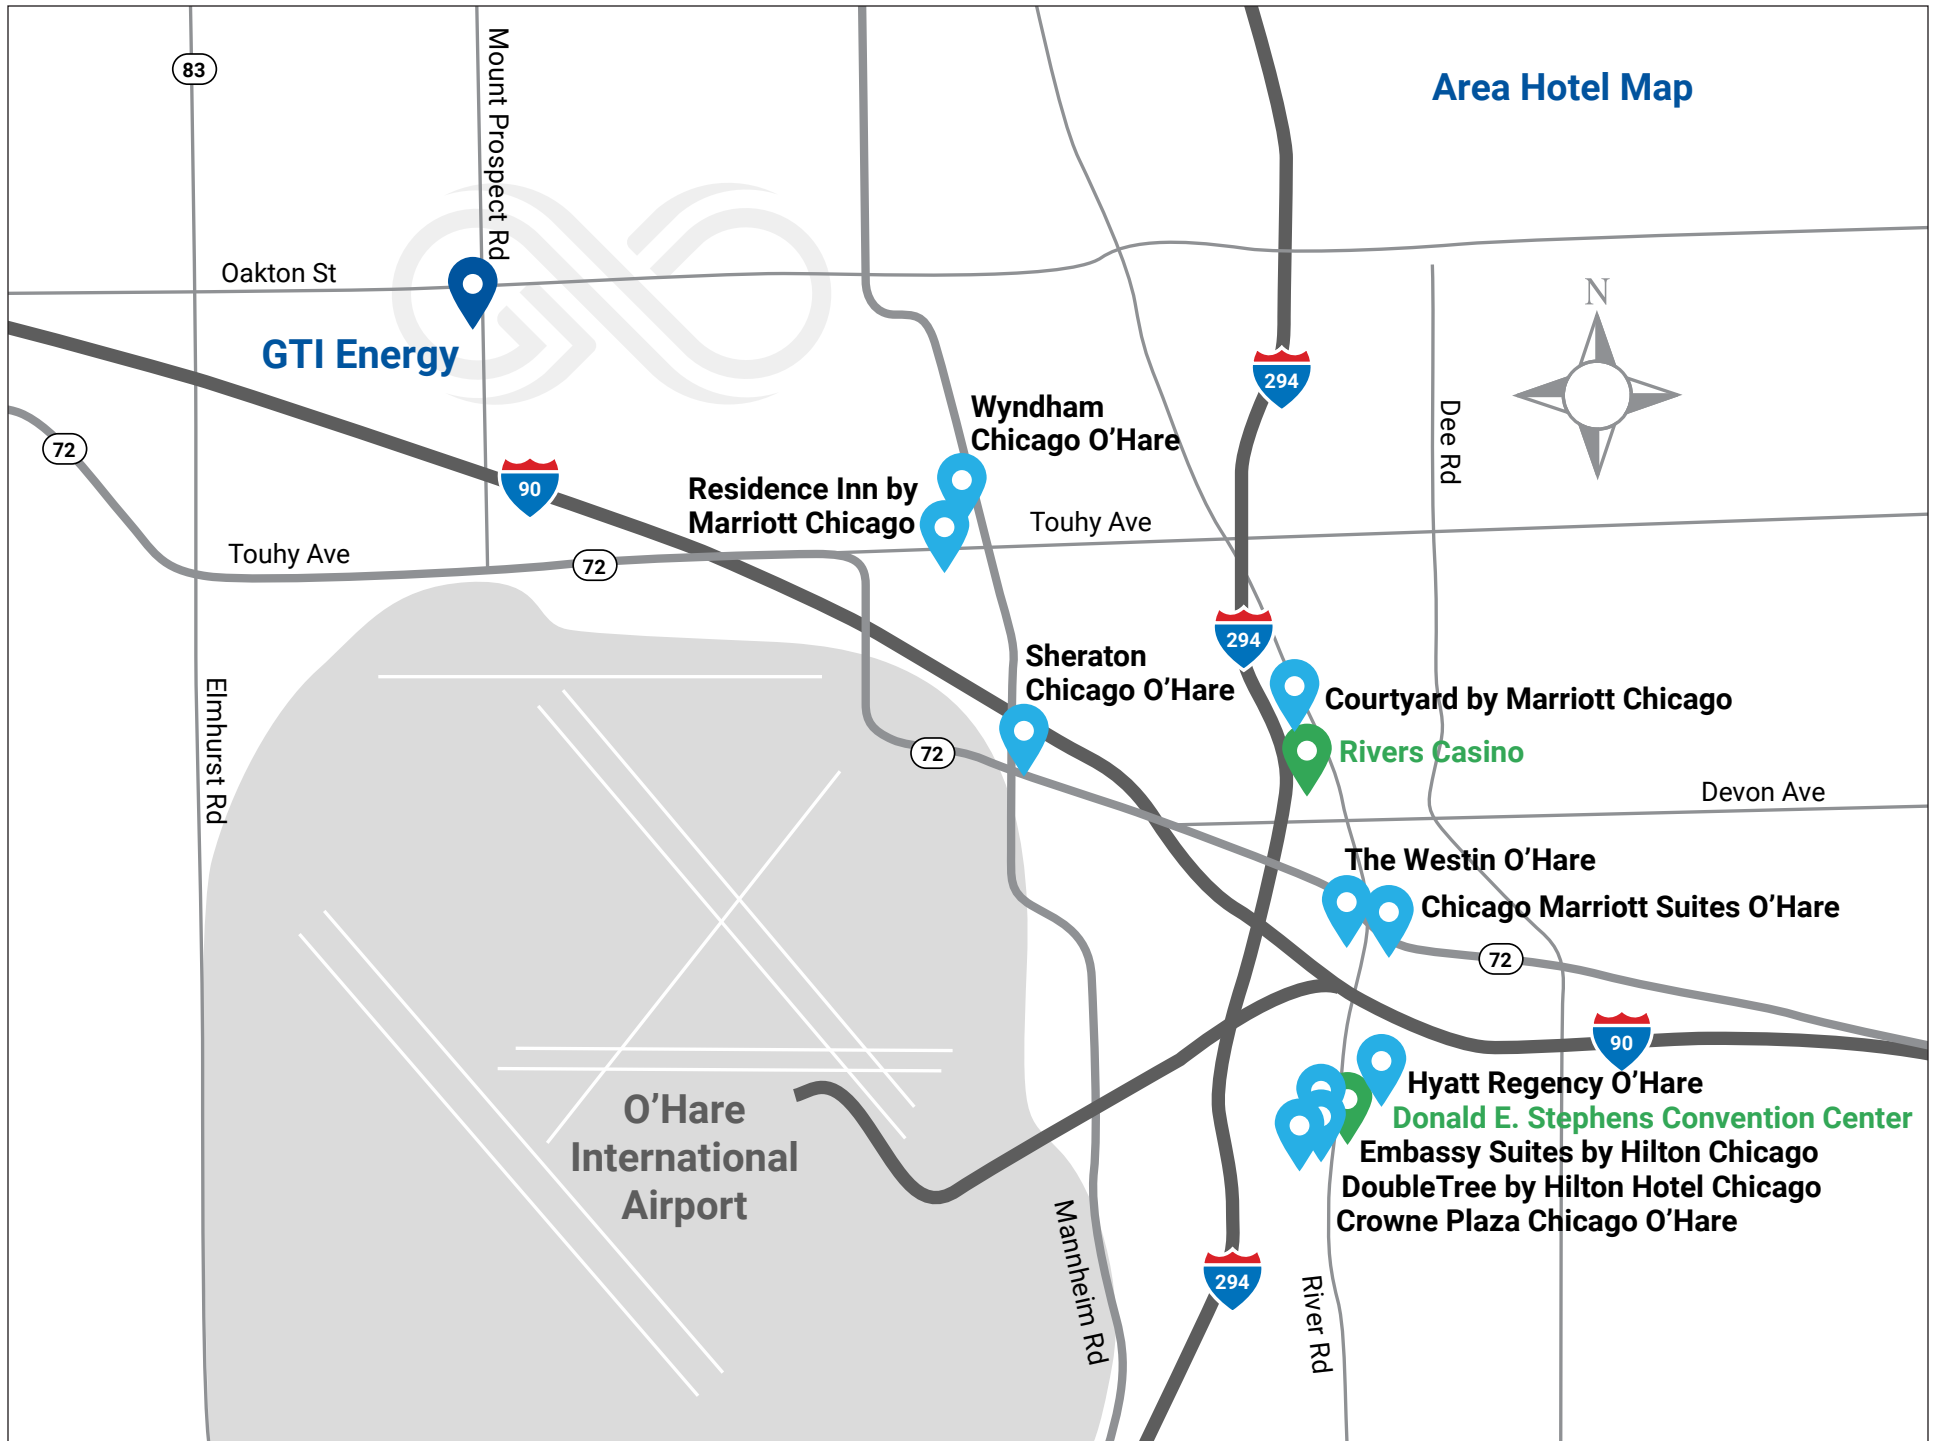 83
Mount Prospect Rd
Area Hotel Map
Oakton St
N
GTI Energy
294
Wyndham
Chicago O’Hare
Dee Rd
72
90
Residence Inn by
Marriott Chicago
Touhy Ave
Touhy Ave
72
294
Sheraton
Chicago O’Hare
Elmhurst Rd
Courtyard by Marriott Chicago
72
Rivers Casino
Devon Ave
The Westin O’Hare
Chicago Marriott Suites O’Hare
72
90
Hyatt Regency O’Hare
O’Hare
International
Airport
Donald E. Stephens Convention Center
Embassy Suites by Hilton Chicago
DoubleTree by Hilton Hotel Chicago
Crowne Plaza Chicago O’Hare
Mannheim Rd
294
River Rd